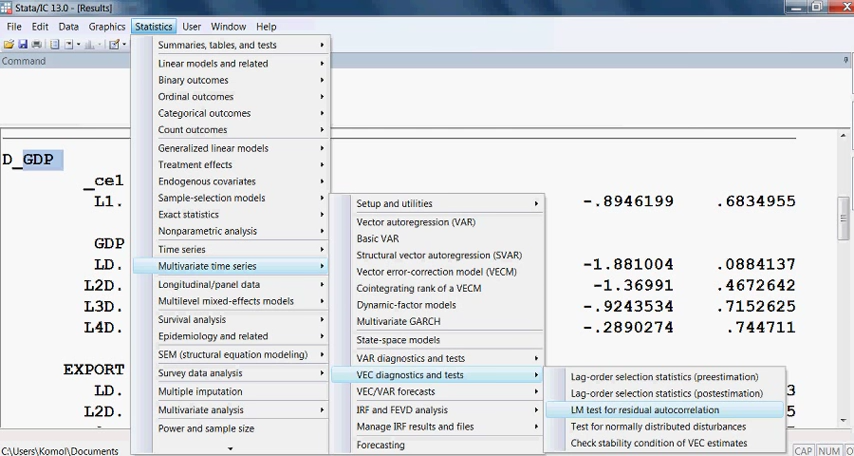 Stata/IC 13.0 - [Results]
File Edit Data Graphics Statistics User Window Help
Command
Summaries, tables, and tests
Linear models and related
Binary outcomes
Ordinal outcomes
Categorical outcomes
Count outcomes
Generalized linear models
Treatment effects
Endogenous covariates
Sample-selection models
Exact statistics
Nonparametric analysis
Time series
Multivariate time series
Longitudinal/panel data
Multilevel mixed-effects models
Survival analysis
Epidemiology and related
SEM (structural equation modeling)
Survey data analysis
Multiple imputation
Multivariate analysis
Power and sample size
Setup and utilities
Vector autoregression (VAR)
Basic VAR
Structural vector autoregression (SVAR)
Vector error-correction model (VECM)
Cointegrating rank of a VECM
Dynamic-factor models
Multivariate GARCH
State-space models
VAR diagnostics and tests
VEC diagnostics and tests
VEC/VAR forecasts
IRF and FEVD analysis
Manage IRF results and files
Forecasting
Lag-order selection statistics (preestimation)
Lag-order selection statistics (postestimation)
LM test for residual autocorrelation
Test for normally distributed disturbances
Check stability condition of VEC estimates
D_GDP
_ce1
L1. -.8946199 .6834955
GDP
LD. -1.881004 .0884137
L2D. -1.36991 .4672642
L3D. -.9243534 .7152625
L4D. -.2890274 .744711
EXPORT
LD. 3
L2D. 5
C:\Users\Komol\Documents
CAP NUM